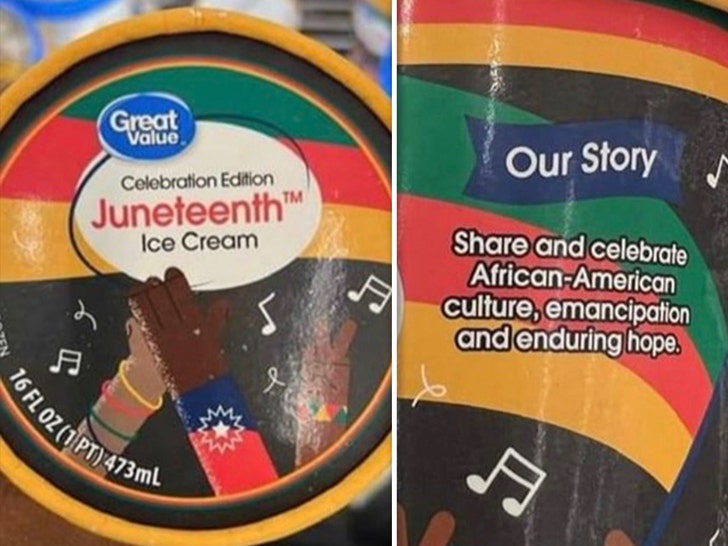 Great
Value
Celebration Edition
Juneteenth™
Ice Cream
16 FL OZ (1 PT) 473mL
Our Story
Share and celebrate
African-American
culture, emancipation
and enduring hope.